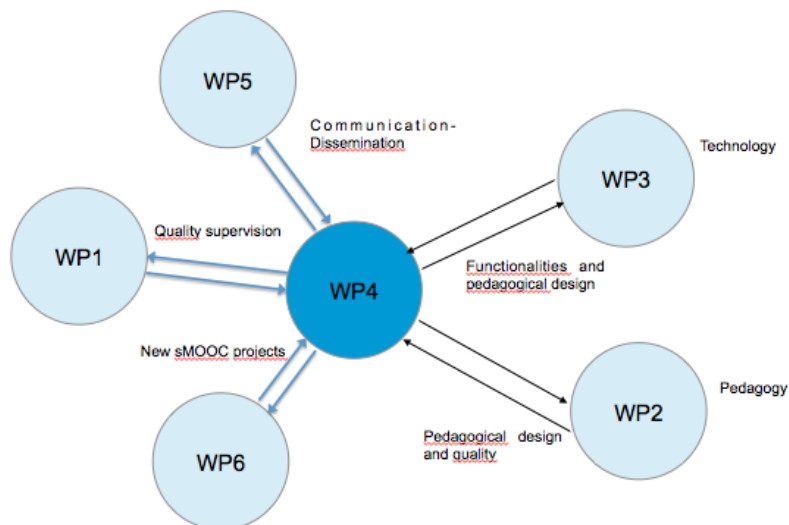 WP5
Communication-
Dissemination
WP3
Technology
Quality supervision
WP1
WP4
Functionalities and
pedagogical design
New sMOOC projects
WP2
Pedagogy
Pedagogical design
and quality
WP6